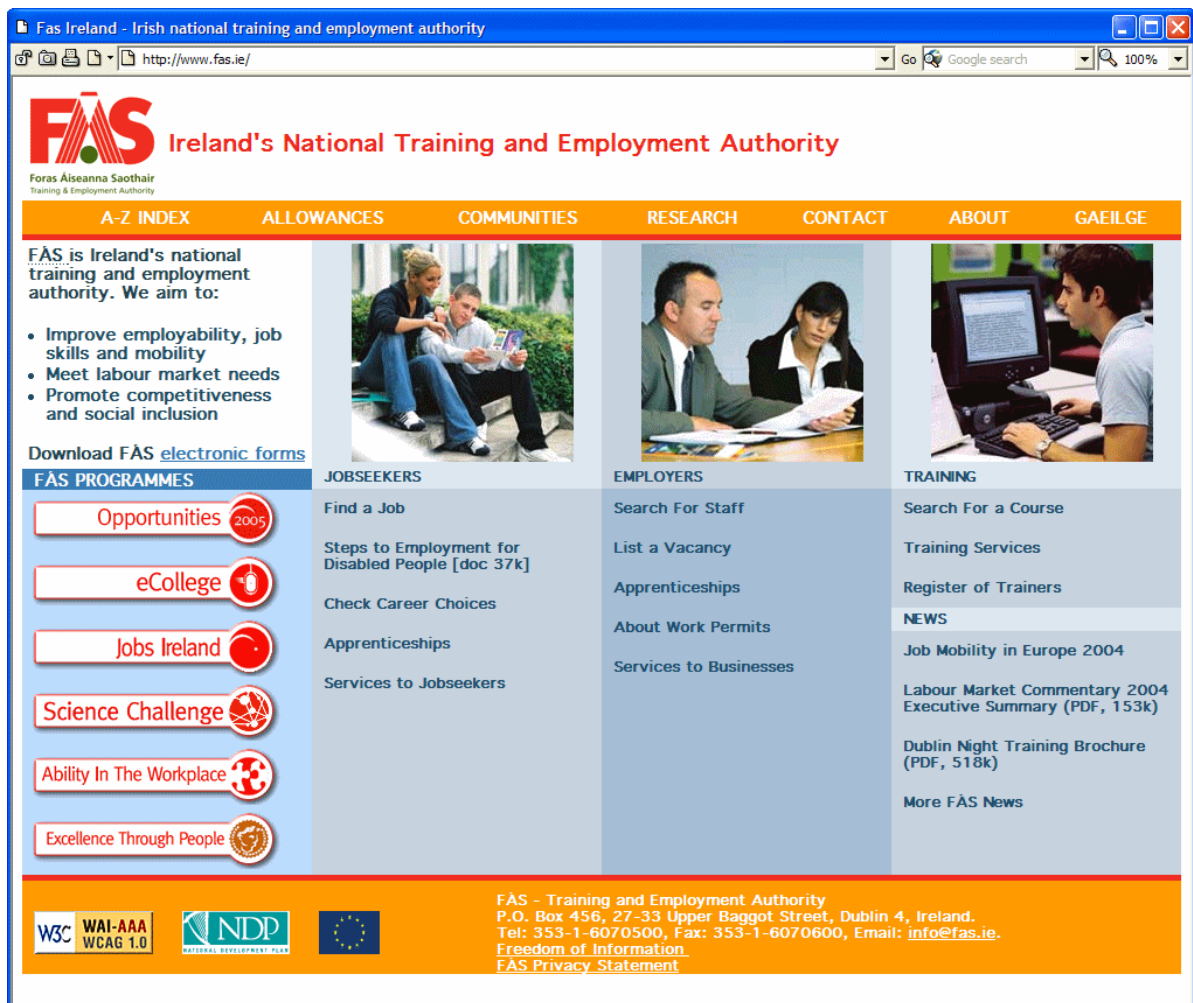 Fas Ireland - Irish national training and employment authority
http://www.fas.ie/
Go
Google search
100%
FÀS
Foras Áiseanna Saothair
Training & Employment Authority
Ireland's National Training and Employment Authority
A-Z INDEX ALLOWANCES COMMUNITIES RESEARCH CONTACT ABOUT GAEILGE
FÀS is Ireland's national
training and employment
authority. We aim to:
• Improve employability, job
skills and mobility
• Meet labour market needs
• Promote competitiveness
and social inclusion
Download FÀS electronic forms
FÀS PROGRAMMES
Opportunities 2005
eCollege
Jobs Ireland
Science Challenge
Ability In The Workplace
Excellence Through People
JOBSEEKERS
Find a Job
Steps to Employment for
Disabled People [doc 37k]
Check Career Choices
Apprenticeships
Services to Jobseekers
EMPLOYERS
Search For Staff
List a Vacancy
Apprenticeships
About Work Permits
Services to Businesses
TRAINING
Search For a Course
Training Services
Register of Trainers
NEWS
Job Mobility in Europe 2004
Labour Market Commentary 2004
Executive Summary (PDF, 153k)
Dublin Night Training Brochure
(PDF, 518k)
More FÀS News
W3C WAI-AAA
WCAG 1.0
NDP
NATIONAL DEVELOPMENT PLAN
FÀS - Training and Employment Authority
P.O. Box 456, 27-33 Upper Baggot Street, Dublin 4, Ireland.
Tel: 353-1-6070500, Fax: 353-1-6070600, Email: info@fas.ie.
Freedom of Information
FÀS Privacy Statement